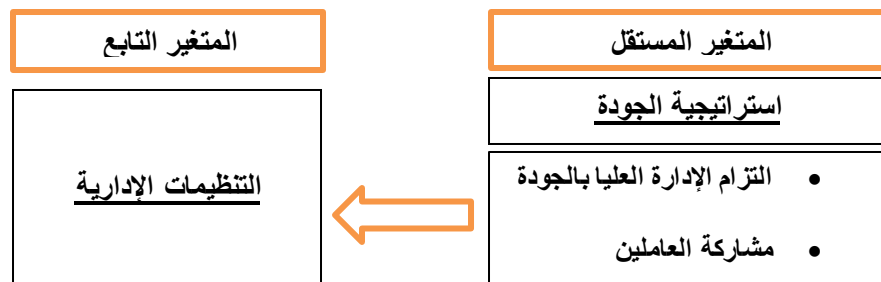 المتغير المستقل
المتغير التابع
استراتيجية الجودة
التزام الإدارة العليا بالجودة
مشاركة العاملين
التنظيمات الإدارية